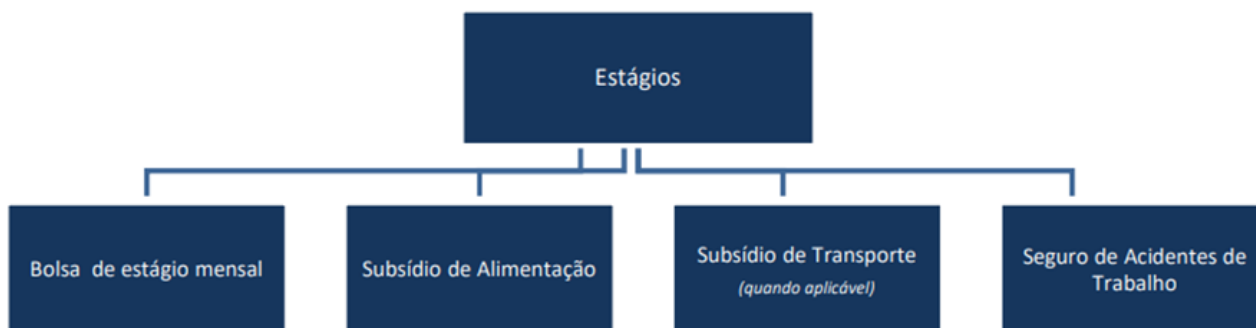 Estágios
Bolsa de estágio mensal
Subsídio de Alimentação
Subsídio de Transporte
(quando aplicável)
Seguro de Acidentes de
Trabalho